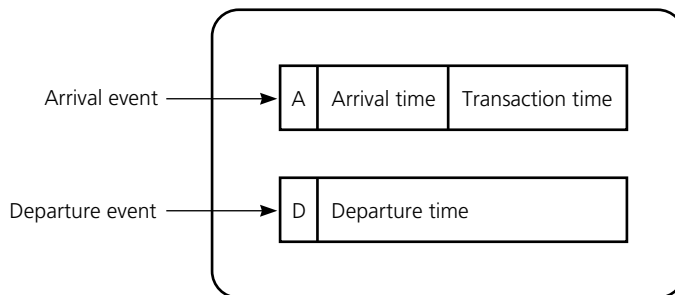 Arrival event
A
Arrival time
Transaction time
Departure event
D
Departure time